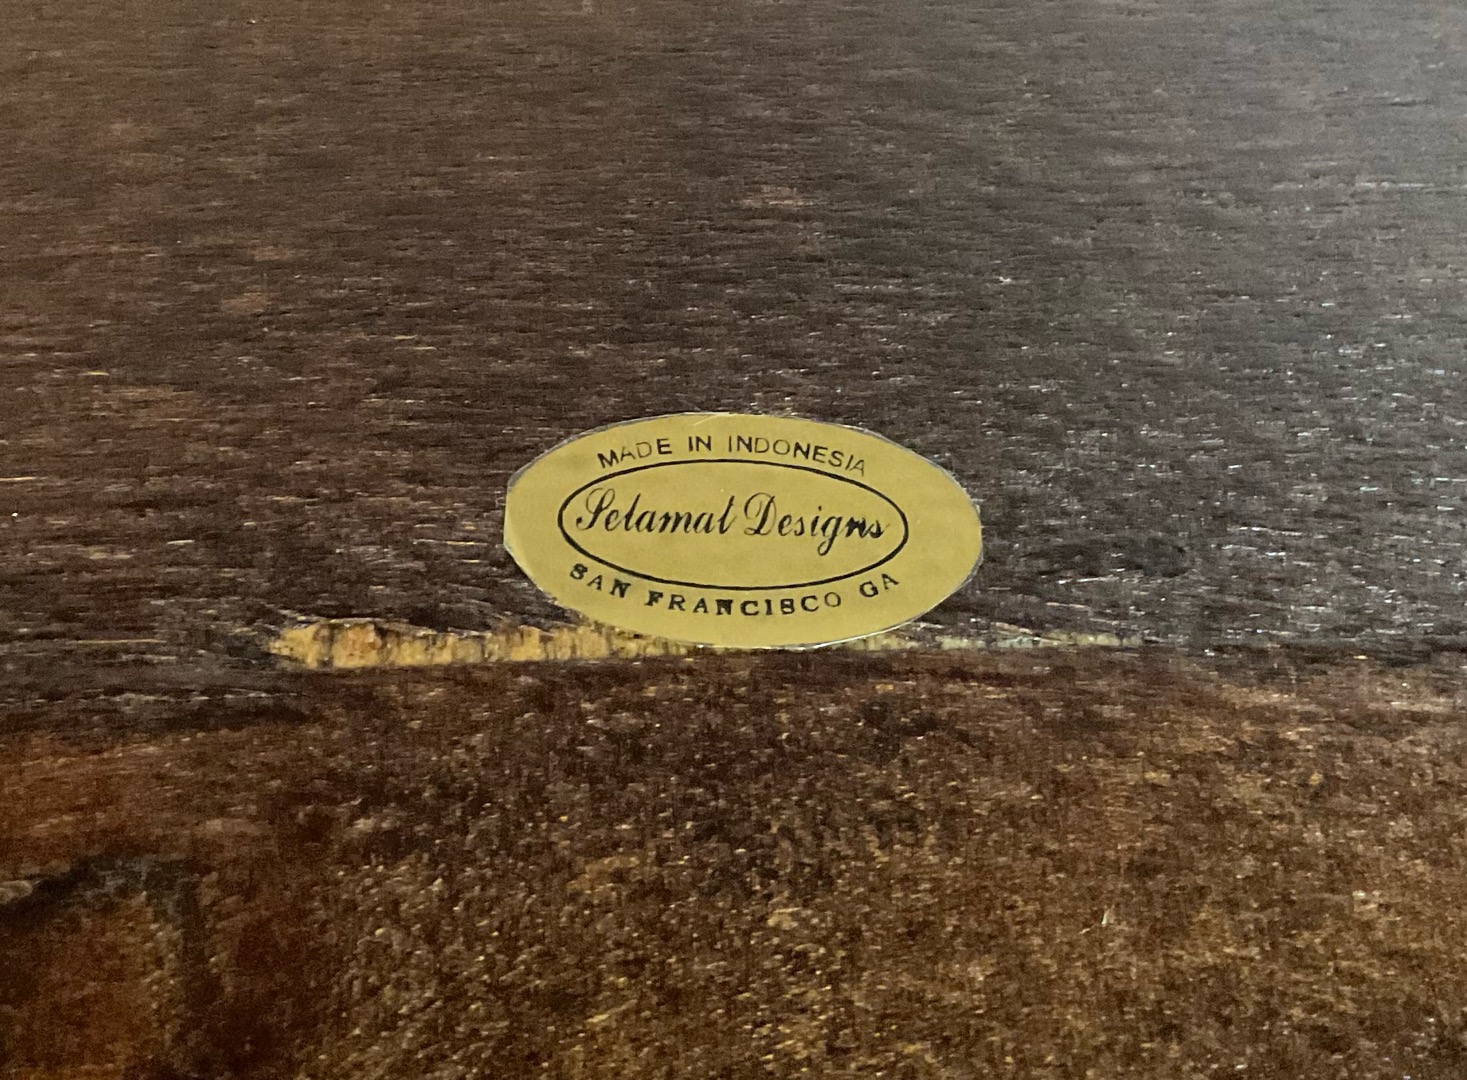 MADE IN INDONESIA
Selamat Designs
SAN FRANCISCO CA